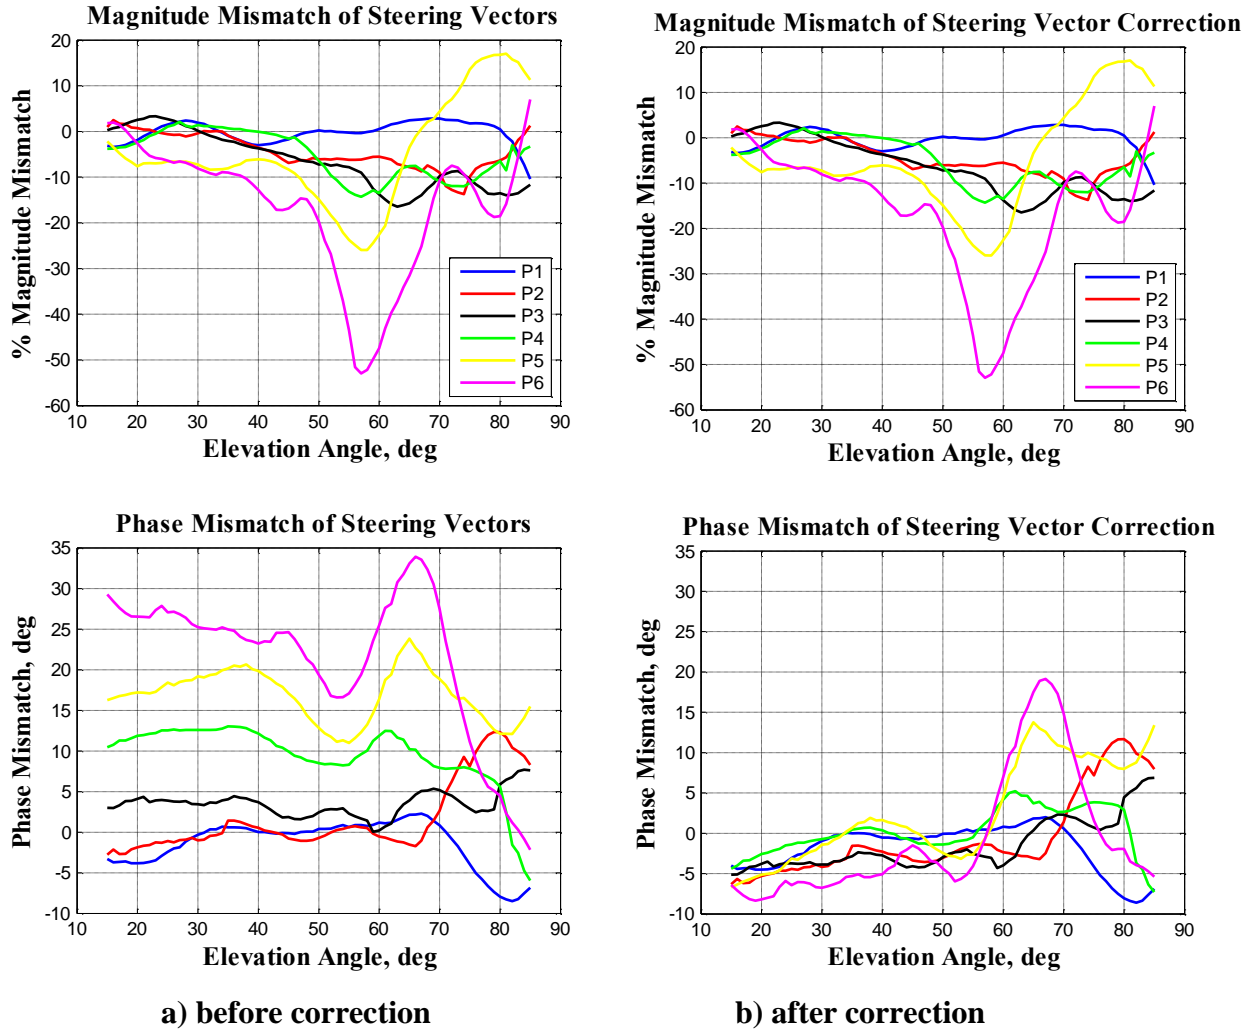 Magnitude Mismatch of Steering Vectors
% Magnitude Mismatch
20
10
0
-10
-20
-30
-40
-50
-60
P1
P2
P3
P4
P5
P6
10 20 30 40 50 60 70 80 90
Elevation Angle, deg
Magnitude Mismatch of Steering Vector Correction
% Magnitude Mismatch
20
10
0
-10
-20
-30
-40
-50
-60
P1
P2
P3
P4
P5
P6
10 20 30 40 50 60 70 80 90
Elevation Angle, deg
Phase Mismatch of Steering Vectors
Phase Mismatch, deg
35
30
25
20
15
10
5
0
-5
-10
10 20 30 40 50 60 70 80 90
Elevation Angle, deg
Phase Mismatch of Steering Vector Correction
Phase Mismatch, deg
35
30
25
20
15
10
5
0
-5
-10
10 20 30 40 50 60 70 80 90
Elevation Angle, deg
a) before correction
b) after correction